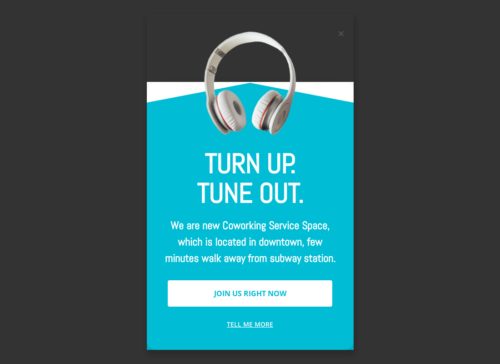 TURN UP.
TUNE OUT.
We are new Coworking Service Space,
which is located in downtown, few
minutes walk away from subway station.
JOIN US RIGHT NOW
TELL ME MORE